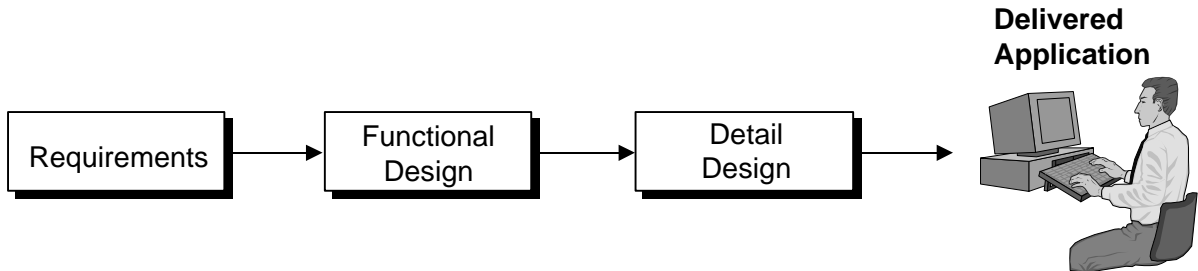 Delivered
Application
Requirements
Functional
Design
Detail
Design